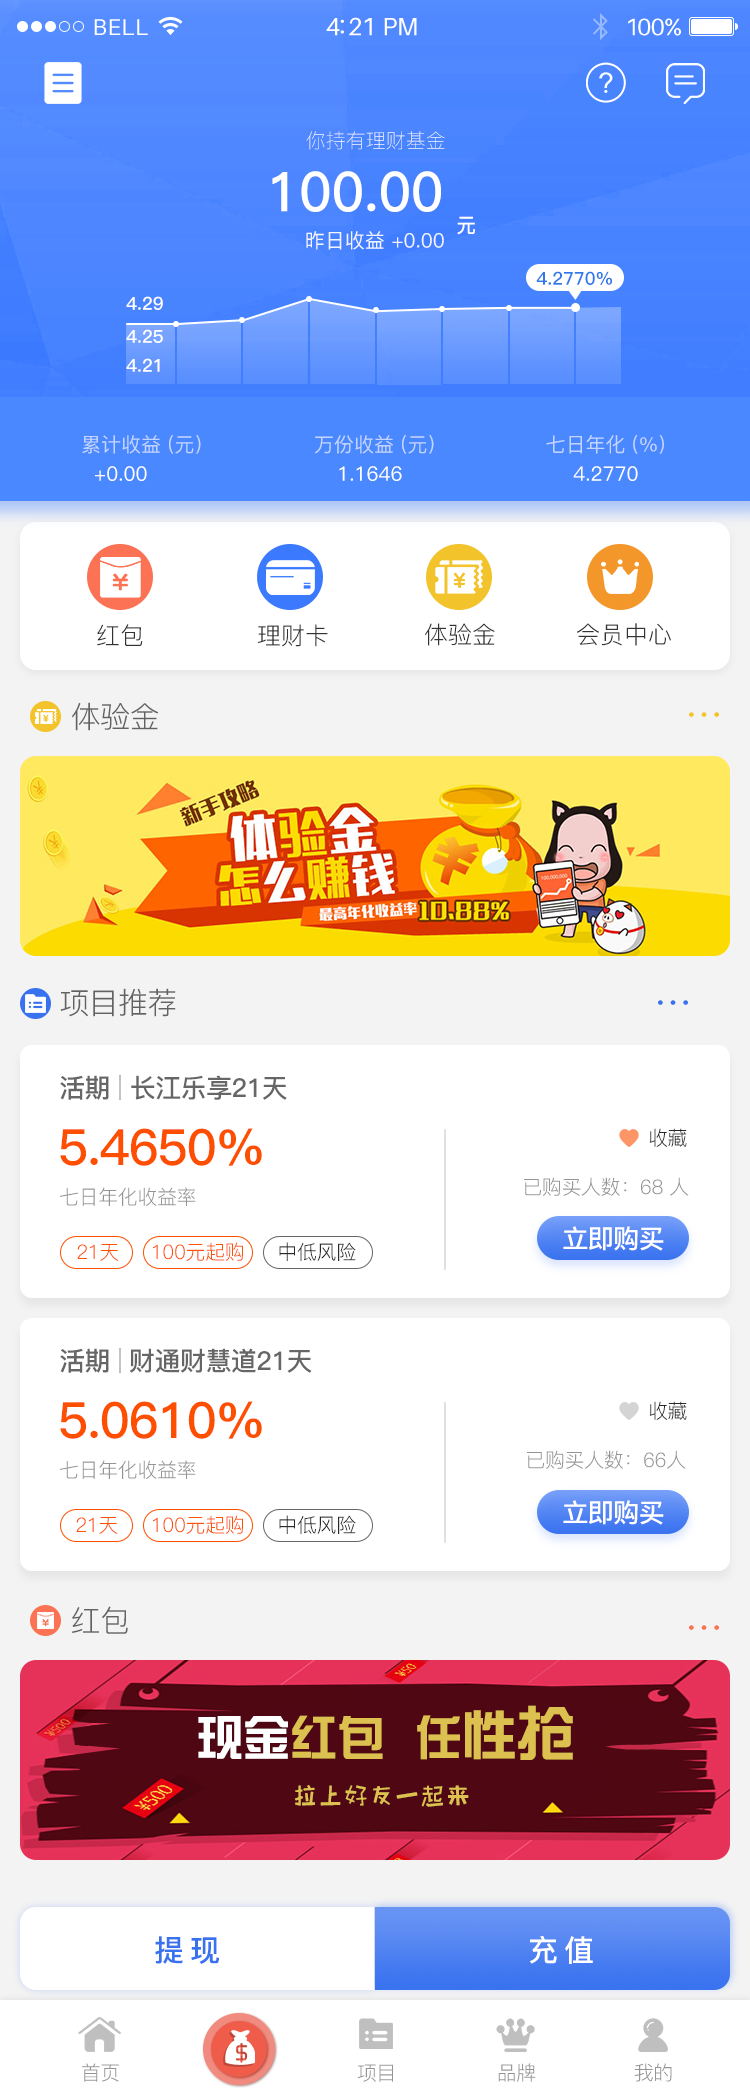 BELL 4:21 PM 100%
?
你持有理财基金
100.00 元
昨日收益 +0.00
4.2770%
4.29
4.25
4.21
累计收益 (元) 万份收益 (元) 七日年化 (%)
+0.00 1.1646 4.2770
¥ ¥
红包 理财卡 体验金 会员中心
体验金 ...
新手攻略
体验金
怎么赚钱
最高年化收益率10.88%
100,000,000
项目推荐 ...
活期 | 长江乐享21天
5.4650% 收藏
七日年化收益率 已购买人数: 68 人
21天 100元起购 中低风险 立即购买
活期 | 财通财慧道21天
5.0610% 收藏
七日年化收益率 已购买人数: 66人
21天 100元起购 中低风险 立即购买
红包 ...
¥50
¥500
现金红包 任性抢
¥500
拉上好友一起来
提现 充值
$
首页 项目 品牌 我的